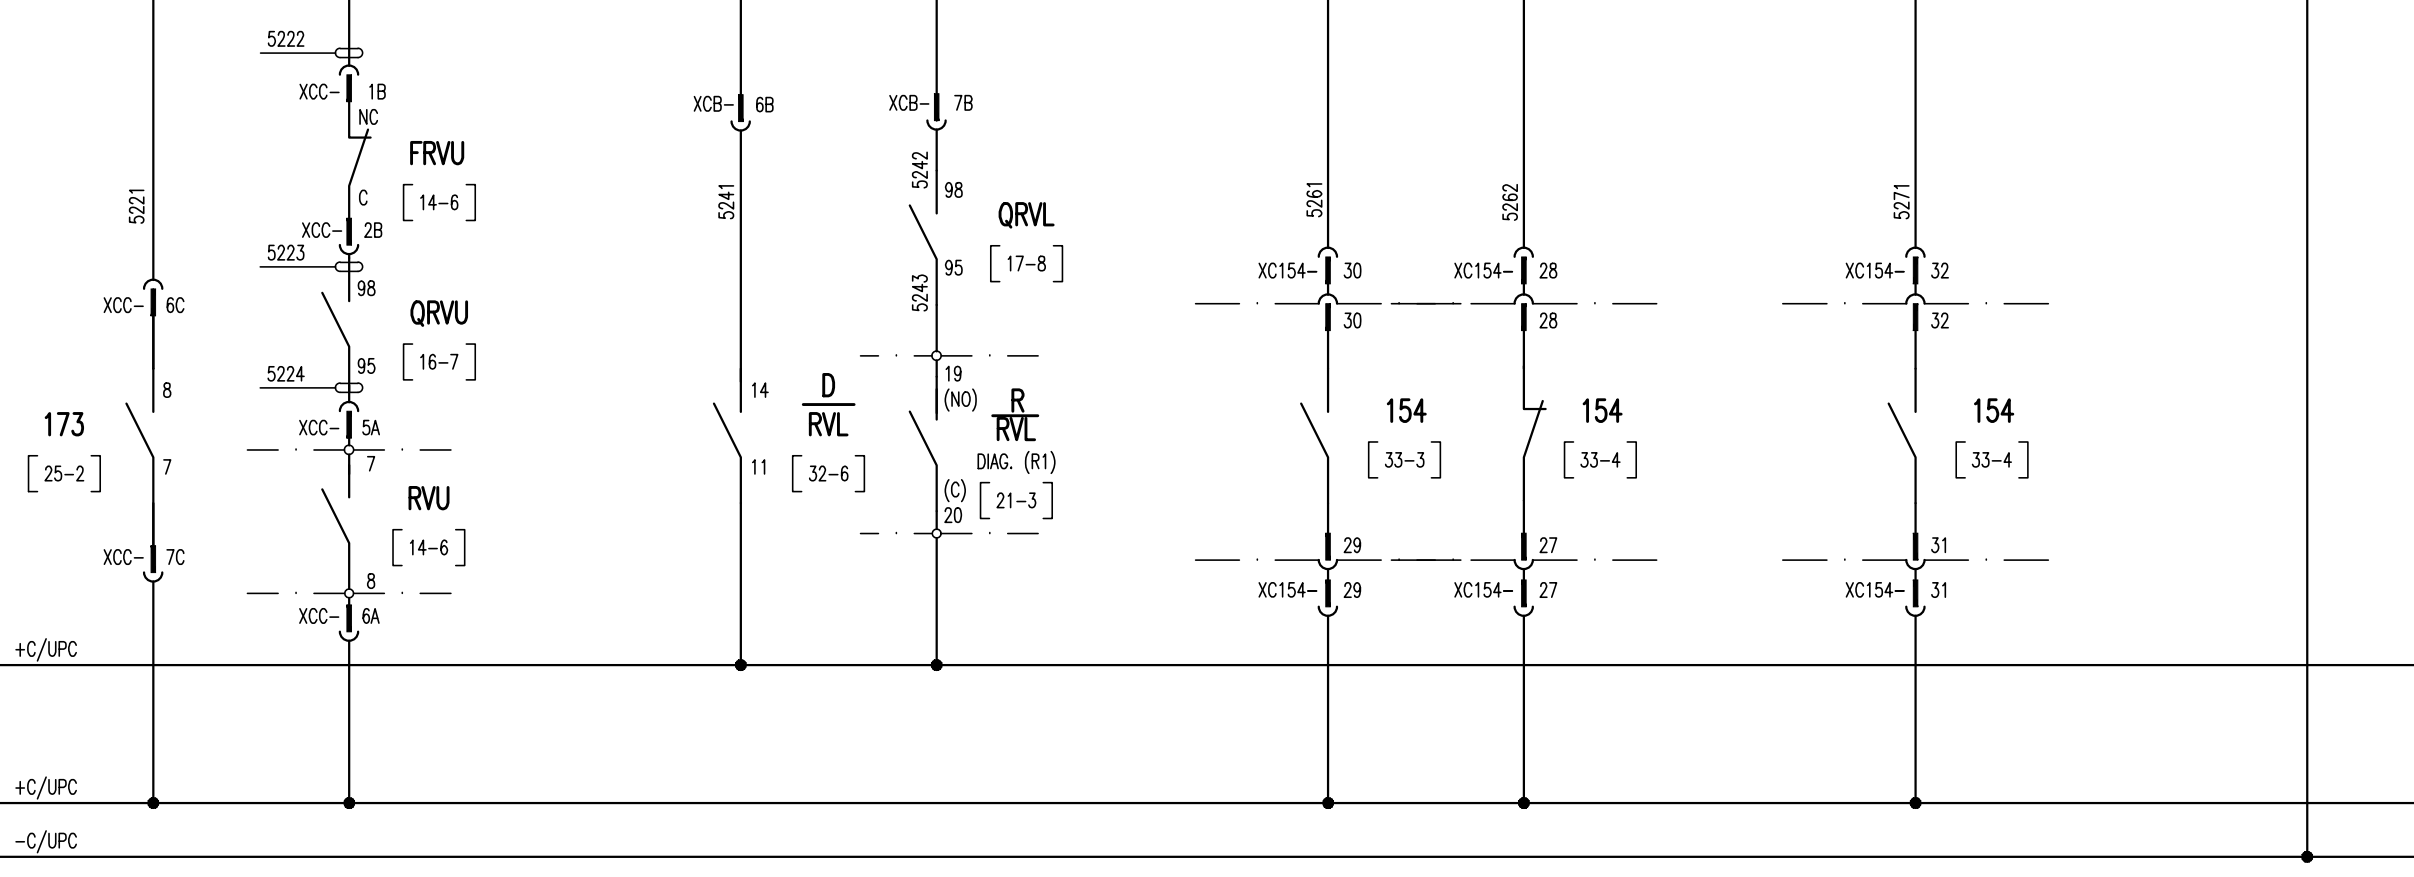 5221
XCC- 6C
8
173
[25-2]
7
XCC- 7C
5222
XCC- 1B
NC
FRVU
[14-6]
C
XCC- 2B
5223
98
QRVU
[16-7]
95
5224
XCC- 5A
7
RVU
[14-6]
8
XCC- 6A
XCB- 6B
5241
14
D
RVL
[32-6]
11
XCB- 7B
5242
98
QRVL
[17-8]
95
5243
19
(NO)
R
RVL
DIAG. (R1)
[21-3]
(C)
20
5261
XC154- 30
30
154
[33-3]
29
XC154- 29
5262
XC154- 28
28
154
[33-4]
27
XC154- 27
5271
XC154- 32
32
154
[33-4]
31
XC154- 31
+C/UPC
+C/UPC
-C/UPC